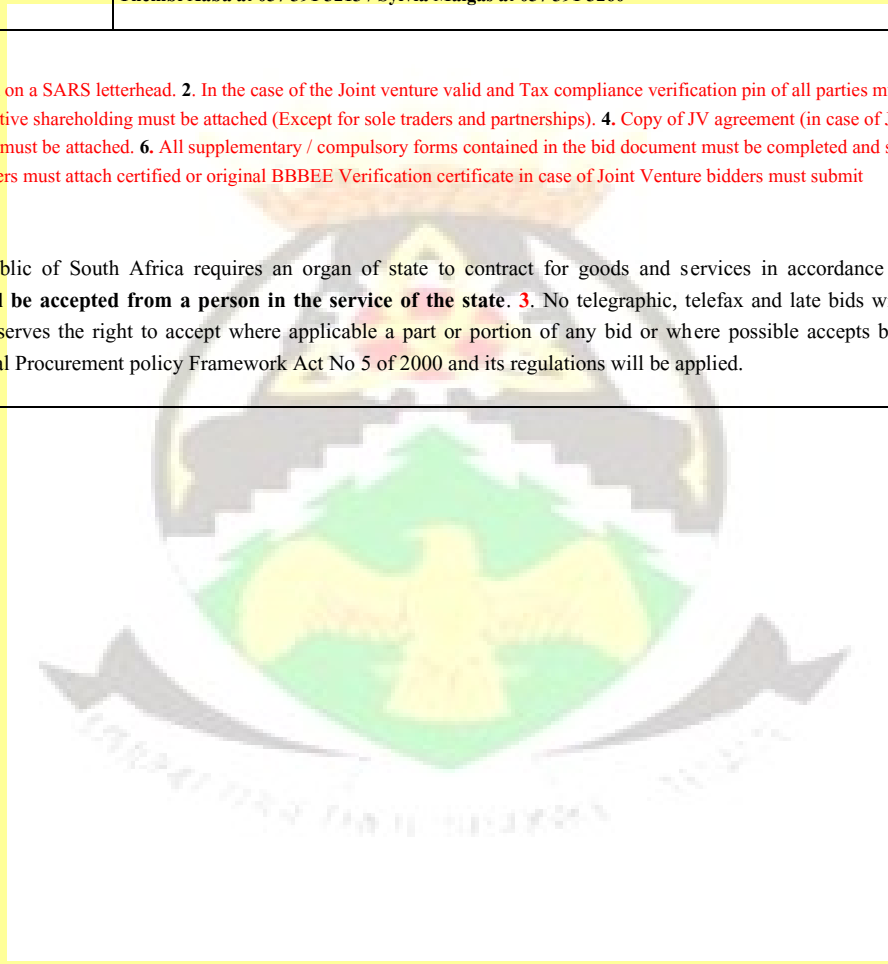 on a SARS letterhead. 2. In the case of the Joint venture valid and Tax compliance verification pin of all parties m
tive shareholding must be attached (Except for sole traders and partnerships). 4. Copy of JV agreement (in case of J
must be attached. 6. All supplementary / compulsory forms contained in the bid document must be completed and s
ers must attach certified or original BBBEE Verification certificate in case of Joint Venture bidders must submit
blic of South Africa requires an organ of state to contract for goods and services in accordance
l be accepted from a person in the service of the state. 3. No telegraphic, telefax and late bids w
serves the right to accept where applicable a part or portion of any bid or where possible accepts b
al Procurement policy Framework Act No 5 of 2000 and its regulations will be applied.